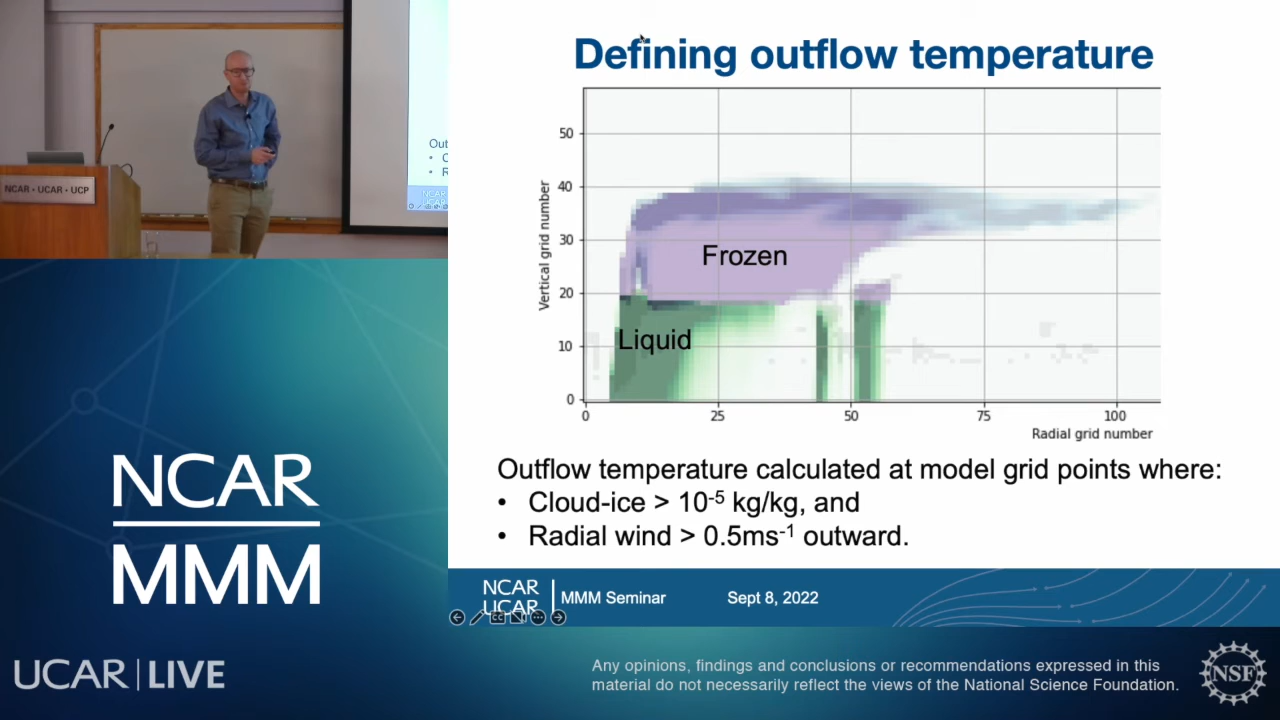 Defining outflow temperature
50
40
30
20
10
0
Vertical grid number
Frozen
Liquid
0 25 50 75 100
Radial grid number
Outflow temperature calculated at model grid points where:
• Cloud-ice > 10-5 kg/kg, and
• Radial wind > 0.5ms-1 outward.
NCAR
UCAR
MMM Seminar
Sept 8, 2022
CC
NCAR • UCAR • UCP
Out
• C
• R
NCAR
UCAR
NCAR
MMM
UCAR | LIVE
Any opinions, findings and conclusions or recommendations expressed in this
material do not necessarily reflect the views of the National Science Foundation.
NSF